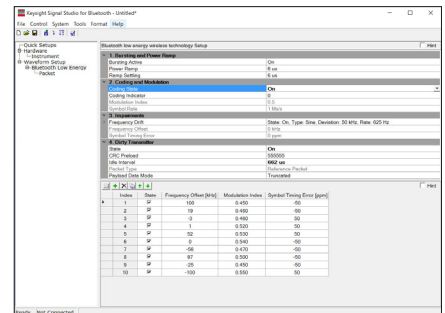 Keysight Signal Studio for Bluetooth - Untitled*
File Control System Tools Format Help
Quick Setups
Hardware
Instrument
Waveform Setup
Bluetooth Low Energy
Packet
Bluetooth low energy wireless technology Setup Hint
1. Bursting and Power Ramp
Bursting Active On
Power Ramp 6 us
Ramp Settling 6 us
2. Coding and Modulation
Coding State On
Coding Indicator 0
Modulation Index 0.5
Symbol Rate 1 Ms/s
3. Impairments
Frequency Drift State: On, Type: Sine, Deviation: 50 kHz, Rate: 625 Hz
Frequency Offset 0 kHz
Symbol Timing Error 0 ppm
4. Dirty Transmitter
State On
CRC Preload 555555
Idle Interval 662 us
Packet Type Reference Packet
Payload Data Mode Truncated
Hint
Index State Frequency Offset [kHz] Modulation Index Symbol Timing Error [ppm]
1 100 0.450 -50
2 19 0.480 -50
3 -3 0.480 50
4 1 0.520 50
5 52 0.530 50
6 0 0.540 -50
7 -56 0.470 -50
8 97 0.500 -50
9 -25 0.450 -50
10 -100 0.550 50
Ready Not Connected